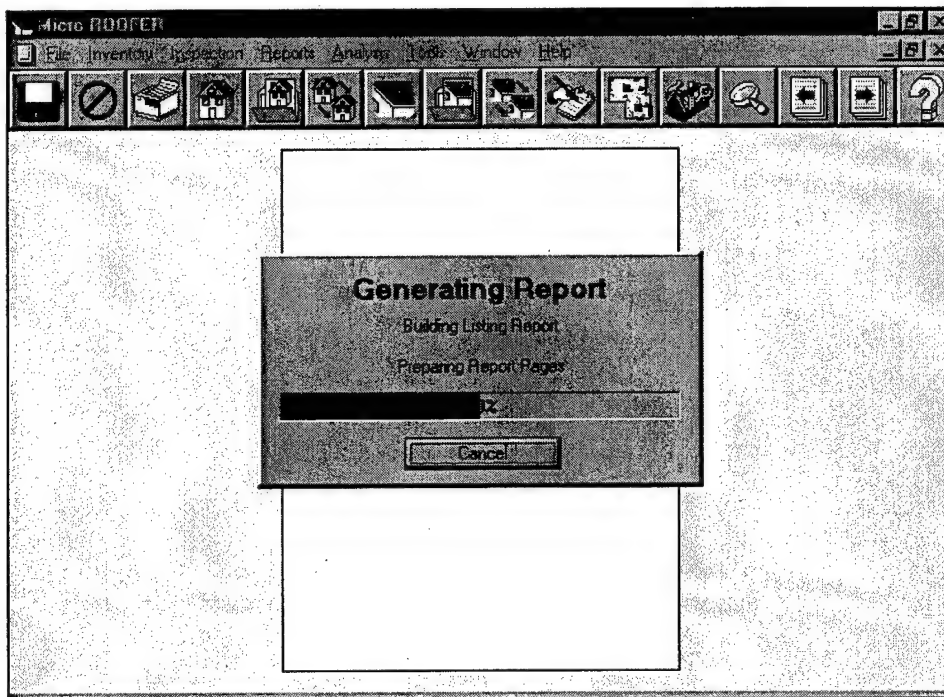 Micro ROOFER
File Inventory Inspection Reports Analysis Tools Window Help
Generating Report
Building Listing Report
Preparing Report Pages
Cancel